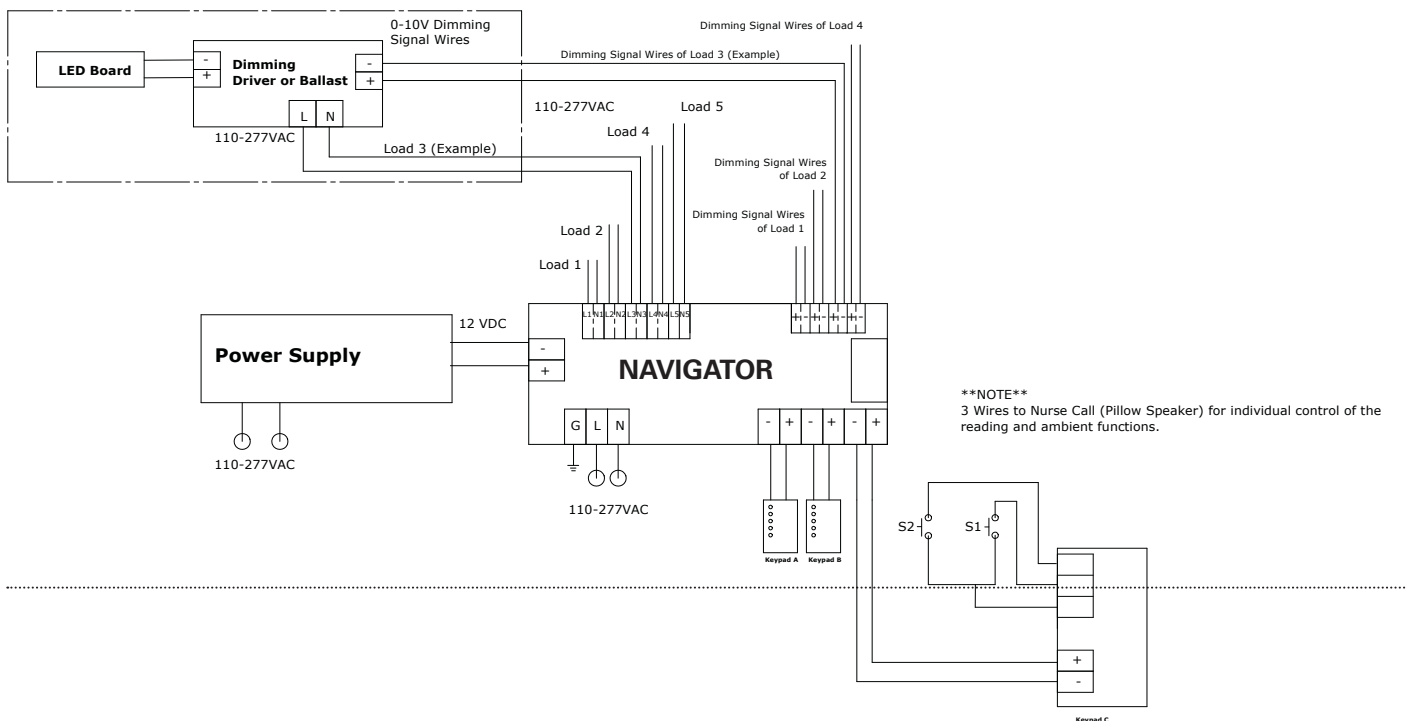 0-10V Dimming
Signal Wires
Dimming Signal Wires of Load 4
Dimming Signal Wires of Load 3 (Example)
LED Board
-
+
Dimming
Driver or Ballast
-
+
L N
110-277VAC
Load 3 (Example)
110-277VAC
Load 5
Load 4
Dimming Signal Wires
of Load 2
Dimming Signal Wires
of Load 1
Load 2
Load 1
L1 N1 L2 N2 L3 N3 L4 N4 L5 N5
+ - + - + - + -
12 VDC
Power Supply
-
+
NAVIGATOR
G L N
- + - + - +
110-277VAC
110-277VAC
**NOTE**
3 Wires to Nurse Call (Pillow Speaker) for individual control of the
reading and ambient functions.
S2
S1
Keypad A
Keypad B
+
-
Keypad C